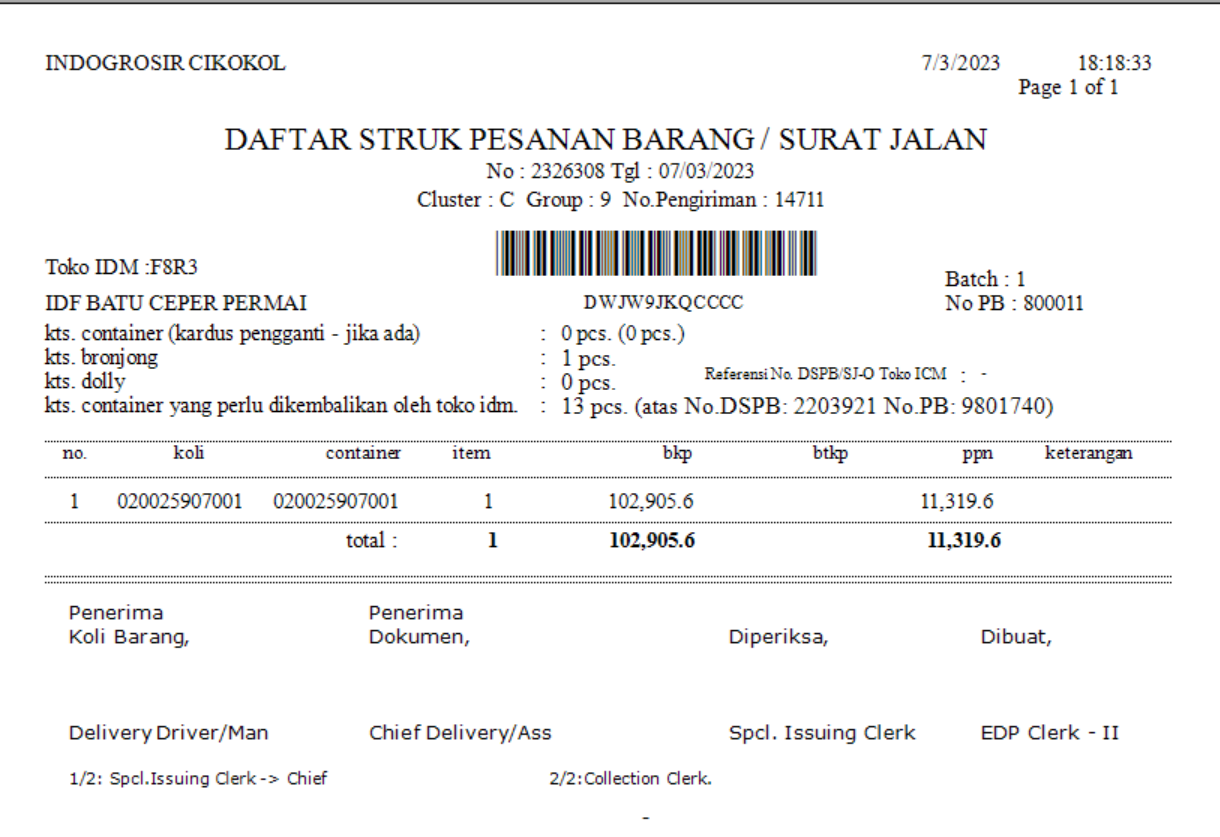 INDOGROSIR CIKOKOL 7/3/2023 18:18:33
Page 1 of 1
DAFTAR STRUK PESANAN BARANG / SURAT JALAN
No : 2326308 Tgl : 07/03/2023
Cluster : C Group : 9 No.Pengiriman : 14711
Toko IDM :F8R3
Batch : 1
IDF BATU CEPER PERMAI DWJW9JKQCCCC No PB : 800011
kts. container (kardus pengganti - jika ada) : 0 pcs. (0 pcs.)
kts. bronjong : 1 pcs.
kts. dolly : 0 pcs. Referensi No. DSPB/SJ-O Toko ICM : -
kts. container yang perlu dikembalikan oleh toko idm. : 13 pcs. (atas No.DSPB: 2203921 No.PB: 9801740)
no. koli container item bkp btkp ppn keterangan
1 020025907001 020025907001 1 102,905.6 11,319.6
total : 1 102,905.6 11,319.6
Penerima Penerima
Koli Barang, Dokumen, Diperiksa, Dibuat,
Delivery Driver/Man Chief Delivery/Ass Spcl. Issuing Clerk EDP Clerk - II
1/2: Spcl.Issuing Clerk -> Chief 2/2:Collection Clerk.
-